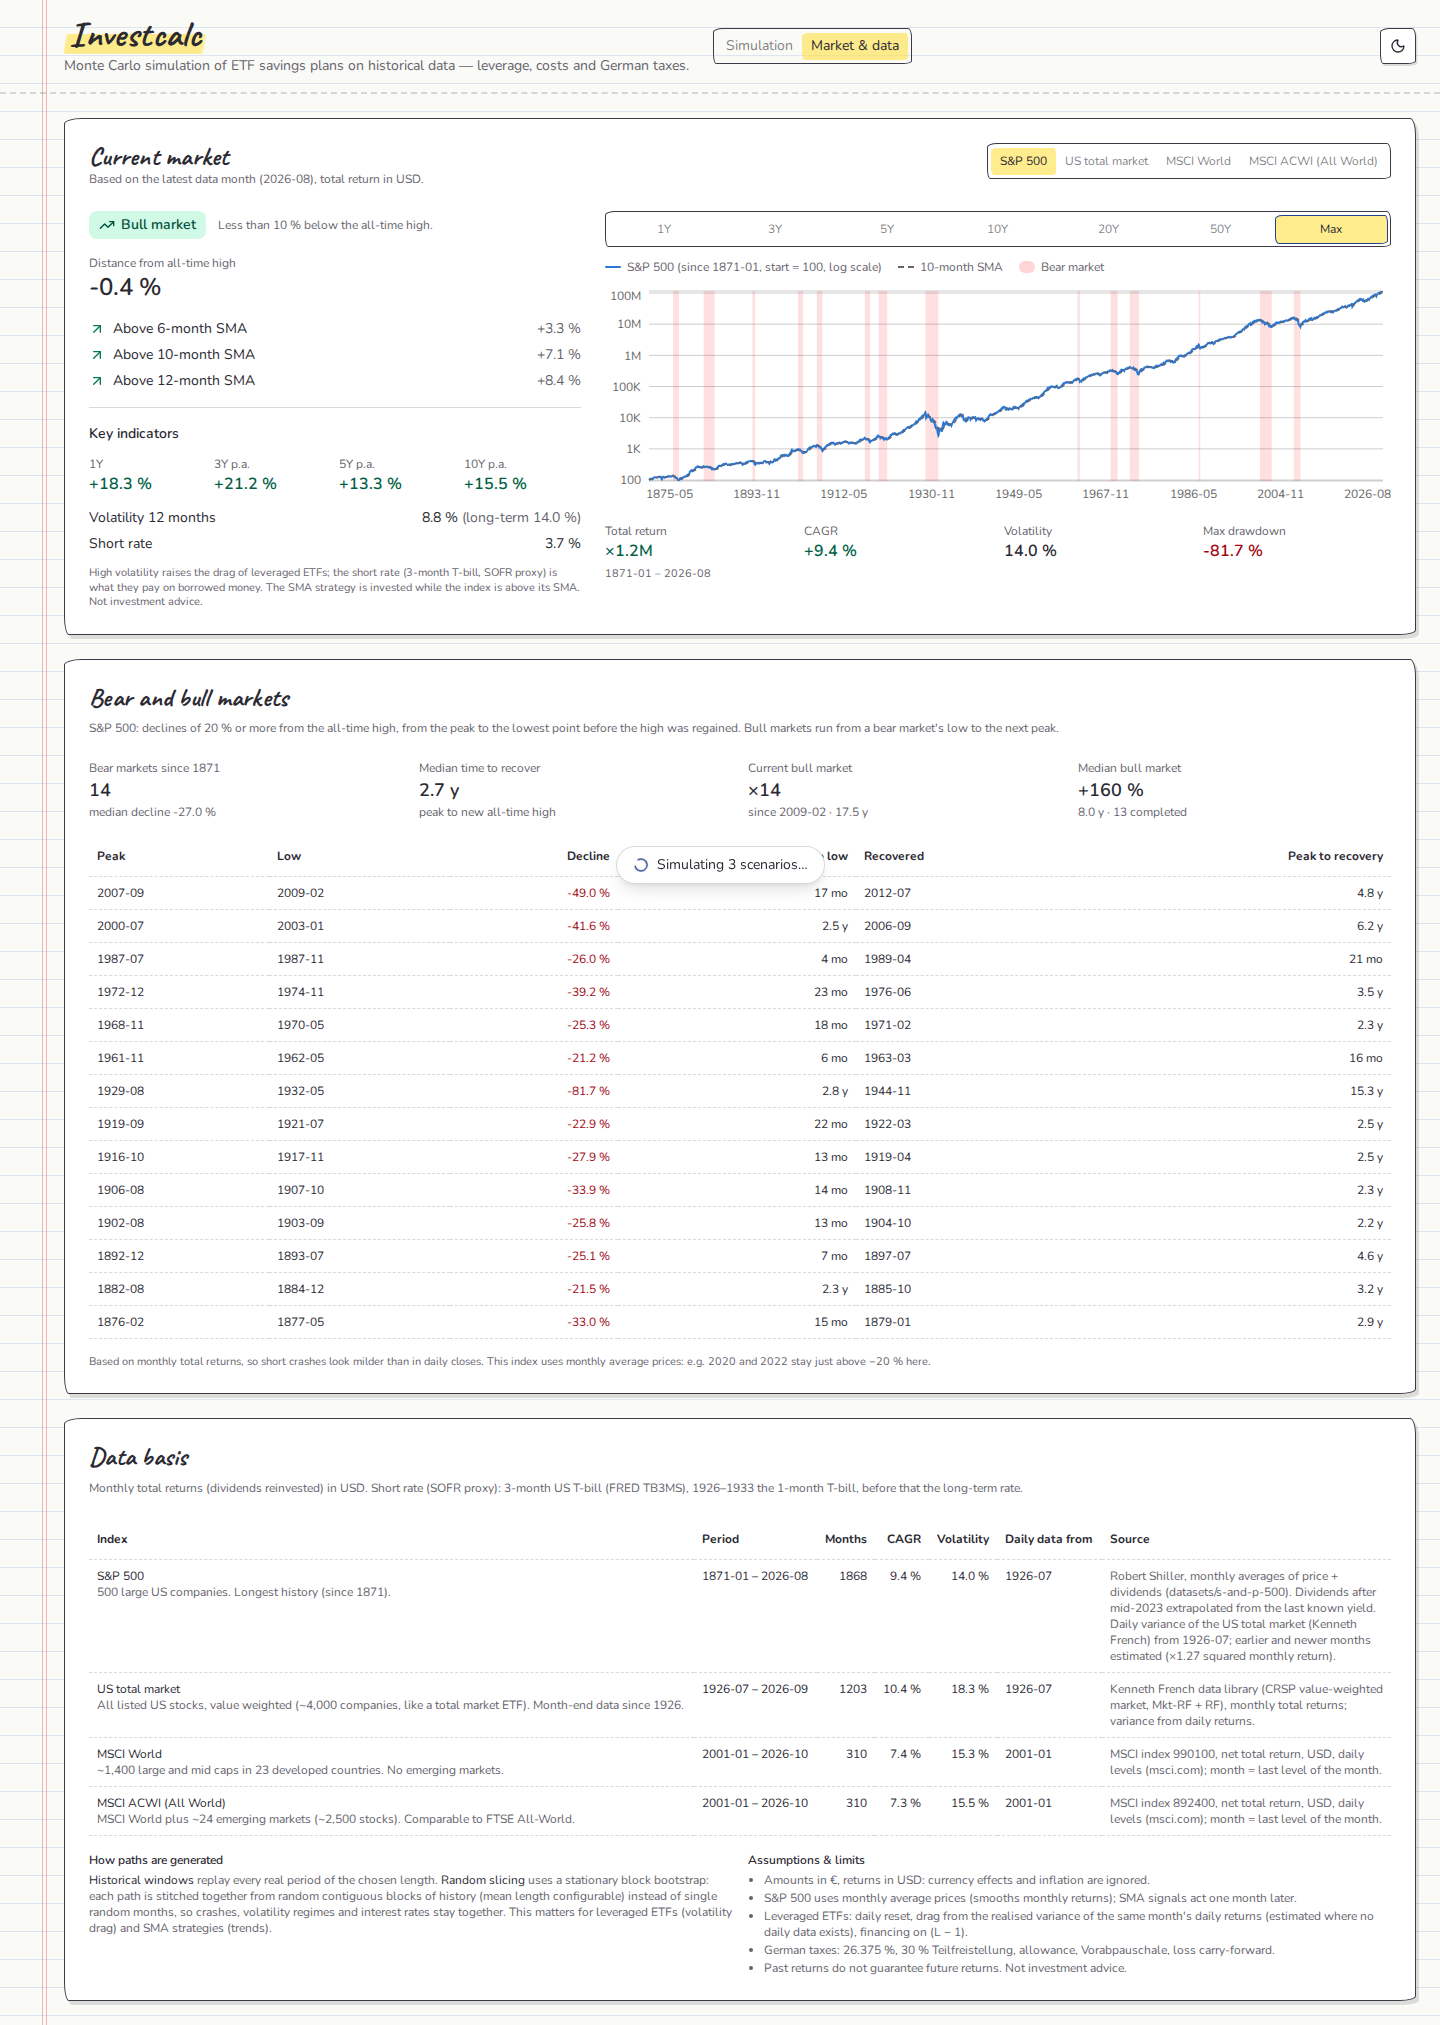 Investcalc
Monte Carlo simulation of ETF savings plans on historical data — leverage, costs and German taxes.
Simulation Market & data
Current market
Based on the latest data month (2026-08), total return in USD.
S&P 500 US total market MSCI World MSCI ACWI (All World)
Bull market Less than 10 % below the all-time high.
Distance from all-time high
-0.4 %
Above 6-month SMA +3.3 %
Above 10-month SMA +7.1 %
Above 12-month SMA +8.4 %
Key indicators
1Y 3Y p.a. 5Y p.a. 10Y p.a.
+18.3 % +21.2 % +13.3 % +15.5 %
Volatility 12 months 8.8 % (long-term 14.0 %)
Short rate 3.7 %
High volatility raises the drag of leveraged ETFs; the short rate (3-month T-bill, SOFR proxy) is
what they pay on borrowed money. The SMA strategy is invested while the index is above its SMA.
Not investment advice.
1Y 3Y 5Y 10Y 20Y 50Y Max
S&P 500 (since 1871-01, start = 100, log scale) 10-month SMA Bear market
100M
10M
1M
100K
10K
1K
100
1875-05 1893-11 1912-05 1930-11 1949-05 1967-11 1986-05 2004-11 2026-08
Total return CAGR Volatility Max drawdown
×1.2M +9.4 % 14.0 % -81.7 %
1871-01 – 2026-08
Bear and bull markets
S&P 500: declines of 20 % or more from the all-time high, from the peak to the lowest point before the high was regained. Bull markets run from a bear market's low to the next peak.
Bear markets since 1871 Median time to recover Current bull market Median bull market
14 2.7 y ×14 +160 %
median decline -27.0 % peak to new all-time high since 2009-02 · 17.5 y 8.0 y · 13 completed
Peak Low Decline low Recovered Peak to recovery
Simulating 3 scenarios…
2007-09 2009-02 -49.0 % 17 mo 2012-07 4.8 y
2000-07 2003-01 -41.6 % 2.5 y 2006-09 6.2 y
1987-07 1987-11 -26.0 % 4 mo 1989-04 21 mo
1972-12 1974-11 -39.2 % 23 mo 1976-06 3.5 y
1968-11 1970-05 -25.3 % 18 mo 1971-02 2.3 y
1961-11 1962-05 -21.2 % 6 mo 1963-03 16 mo
1929-08 1932-05 -81.7 % 2.8 y 1944-11 15.3 y
1919-09 1921-07 -22.9 % 22 mo 1922-03 2.5 y
1916-10 1917-11 -27.9 % 13 mo 1919-04 2.5 y
1906-08 1907-10 -33.9 % 14 mo 1908-11 2.3 y
1902-08 1903-09 -25.8 % 13 mo 1904-10 2.2 y
1892-12 1893-07 -25.1 % 7 mo 1897-07 4.6 y
1882-08 1884-12 -21.5 % 2.3 y 1885-10 3.2 y
1876-02 1877-05 -33.0 % 15 mo 1879-01 2.9 y
Based on monthly total returns, so short crashes look milder than in daily closes. This index uses monthly average prices: e.g. 2020 and 2022 stay just above −20 % here.
Data basis
Monthly total returns (dividends reinvested) in USD. Short rate (SOFR proxy): 3-month US T-bill (FRED TB3MS), 1926–1933 the 1-month T-bill, before that the long-term rate.
Index Period Months CAGR Volatility Daily data from Source
S&P 500 1871-01 – 2026-08 1868 9.4 % 14.0 % 1926-07
500 large US companies. Longest history (since 1871).
Robert Shiller, monthly averages of price +
dividends (datasets/s-and-p-500). Dividends after
mid-2023 extrapolated from the last known yield.
Daily variance of the US total market (Kenneth
French) from 1926-07; earlier and newer months
estimated (×1.27 squared monthly return).
US total market 1926-07 – 2026-09 1203 10.4 % 18.3 % 1926-07
All listed US stocks, value weighted (~4,000 companies, like a total market ETF). Month-end data since 1926.
Kenneth French data library (CRSP value-weighted
market, Mkt-RF + RF), monthly total returns;
variance from daily returns.
MSCI World 2001-01 – 2026-10 310 7.4 % 15.3 % 2001-01
~1,400 large and mid caps in 23 developed countries. No emerging markets.
MSCI index 990100, net total return, USD, daily
levels (msci.com); month = last level of the month.
MSCI ACWI (All World) 2001-01 – 2026-10 310 7.3 % 15.5 % 2001-01
MSCI World plus ~24 emerging markets (~2,500 stocks). Comparable to FTSE All-World.
MSCI index 892400, net total return, USD, daily
levels (msci.com); month = last level of the month.
How paths are generated
Historical windows replay every real period of the chosen length. Random slicing uses a stationary block bootstrap:
each path is stitched together from random contiguous blocks of history (mean length configurable) instead of single
random months, so crashes, volatility regimes and interest rates stay together. This matters for leveraged ETFs (volatility
drag) and SMA strategies (trends).
Assumptions & limits
• Amounts in €, returns in USD: currency effects and inflation are ignored.
• S&P 500 uses monthly average prices (smooths monthly returns); SMA signals act one month later.
• Leveraged ETFs: daily reset, drag from the realised variance of the same month's daily returns (estimated where no
daily data exists), financing on (L − 1).
• German taxes: 26.375 %, 30 % Teilfreistellung, allowance, Vorabpauschale, loss carry-forward.
• Past returns do not guarantee future returns. Not investment advice.